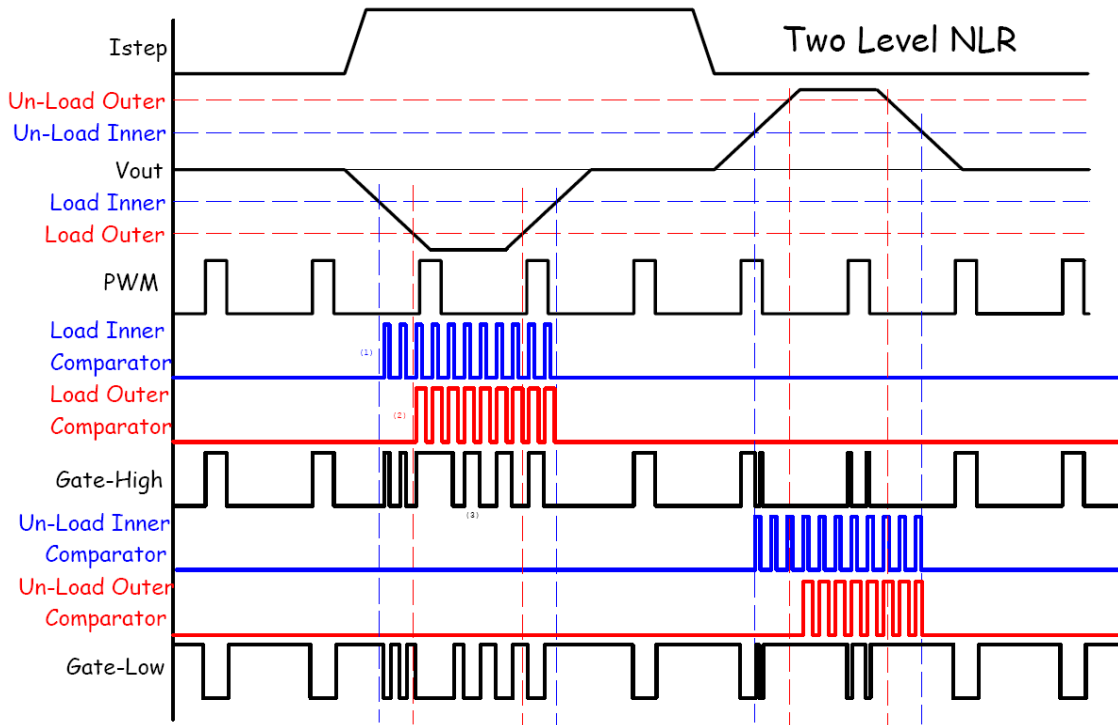 Two Level NLR
Istep
Un-Load Outer
Un-Load Inner
Vout
Load Inner
Load Outer
PWM
Load Inner
Comparator
(1)
Load Outer
Comparator
(2)
Gate-High
(3)
Un-Load Inner
Comparator
Un-Load Outer
Comparator
Gate-Low